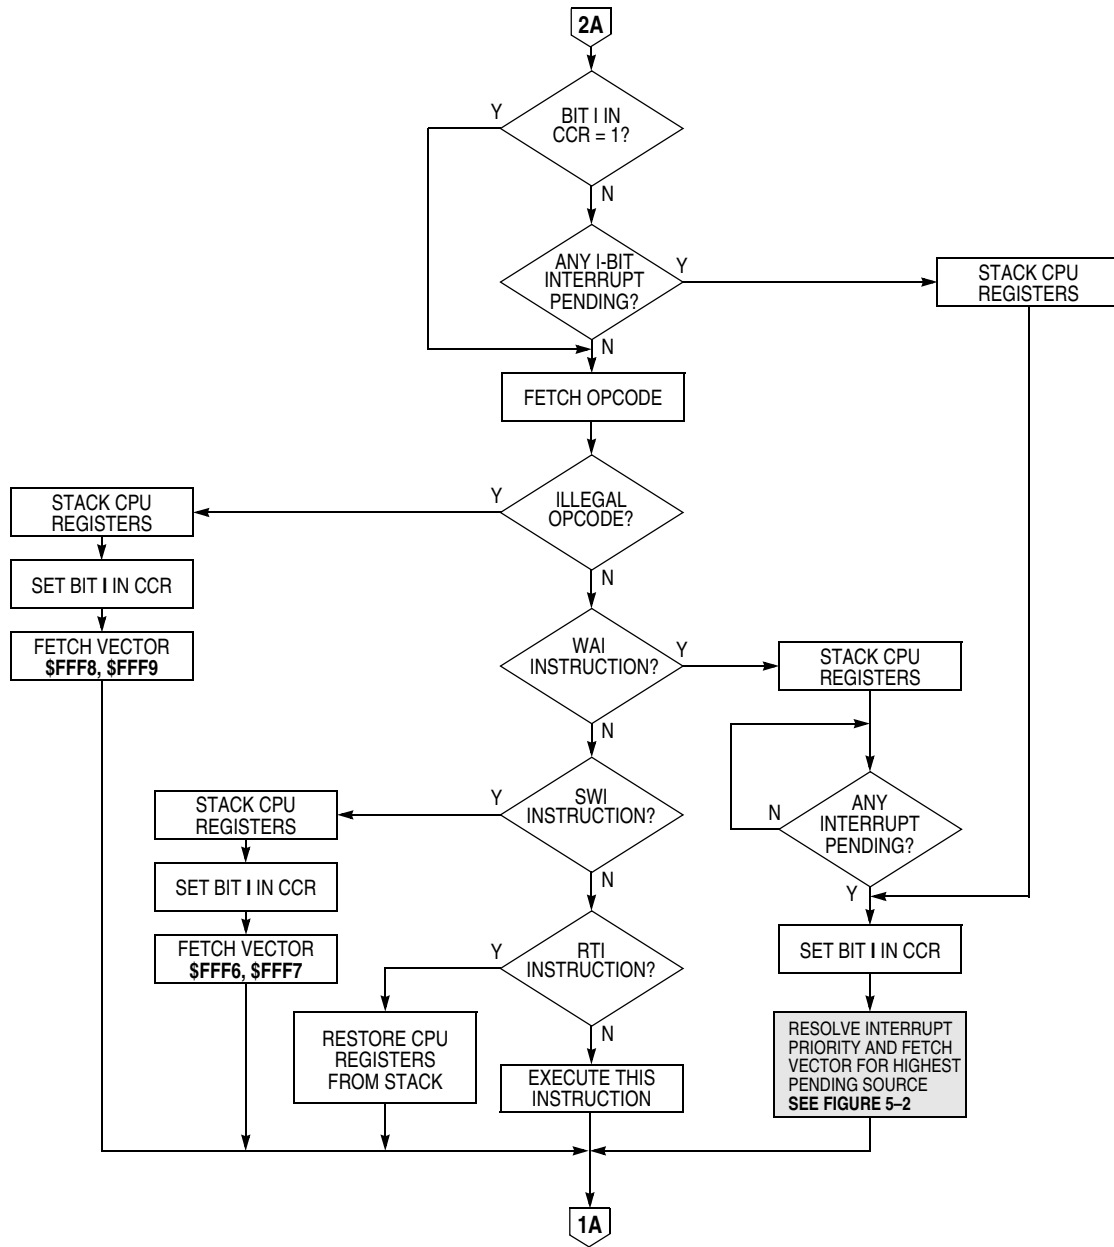 2A
Y
BIT I IN
CCR = 1?
N
ANY I-BIT
INTERRUPT
PENDING?
Y
STACK CPU
REGISTERS
N
FETCH OPCODE
STACK CPU
REGISTERS
Y
ILLEGAL
OPCODE?
SET BIT I IN CCR
N
FETCH VECTOR
$FFF8, $FFF9
WAI
INSTRUCTION?
Y
STACK CPU
REGISTERS
N
STACK CPU
REGISTERS
Y
SWI
INSTRUCTION?
N
ANY
INTERRUPT
PENDING?
SET BIT I IN CCR
N
Y
FETCH VECTOR
$FFF6, $FFF7
Y
RTI
INSTRUCTION?
SET BIT I IN CCR
RESTORE CPU
REGISTERS
FROM STACK
N
EXECUTE THIS
INSTRUCTION
RESOLVE INTERRUPT
PRIORITY AND FETCH
VECTOR FOR HIGHEST
PENDING SOURCE
SEE FIGURE 5–2
1A